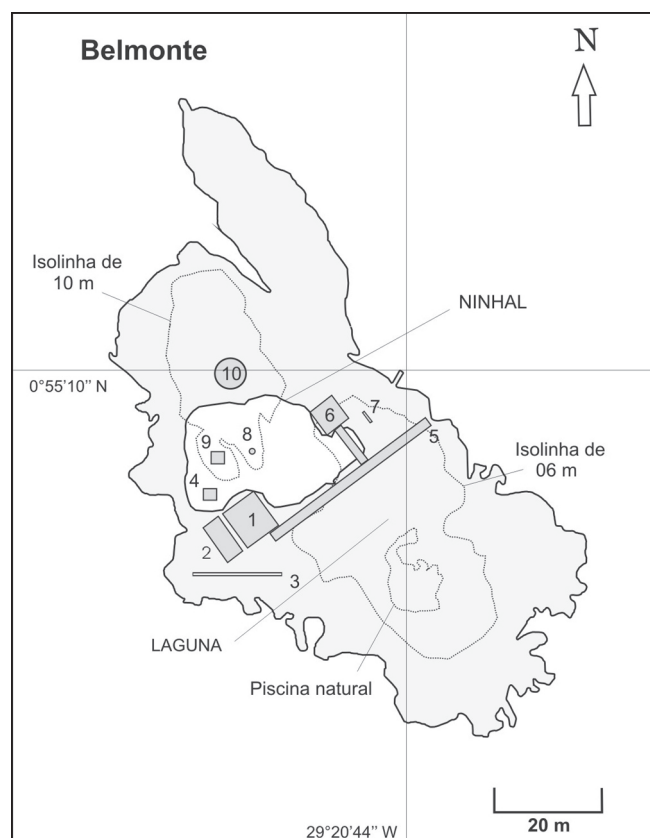 Belmonte
N
Isolinha de
10 m
NINHAL
10
0°55'10'' N
6
7
5
9
8
Isolinha de
06 m
4
1
2
3
LAGUNA
Piscina natural
20 m
29°20'44'' W